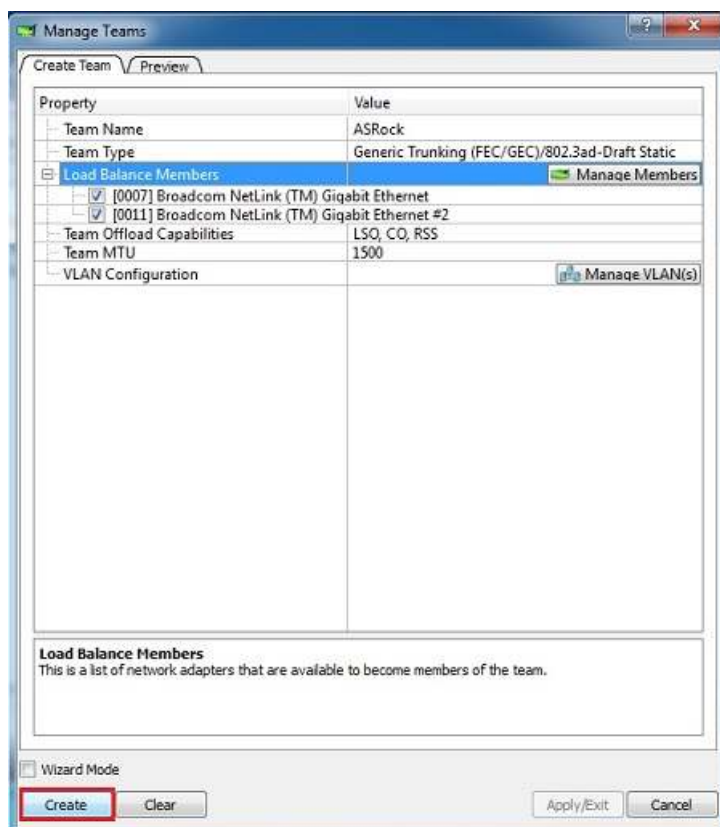 Manage Teams
Create Team
Preview
Property Value
Team Name ASRock
Team Type Generic Trunking (FEC/GEC)/802.3ad-Draft Static
Load Balance Members Manage Members
[0007] Broadcom NetLink (TM) Gigabit Ethernet
[0011] Broadcom NetLink (TM) Gigabit Ethernet #2
Team Offload Capabilities LSO, CO, RSS
Team MTU 1500
VLAN Configuration Manage VLAN(s)
Load Balance Members
This is a list of network adapters that are available to become members of the team.
Wizard Mode
Create Clear Apply/Exit Cancel